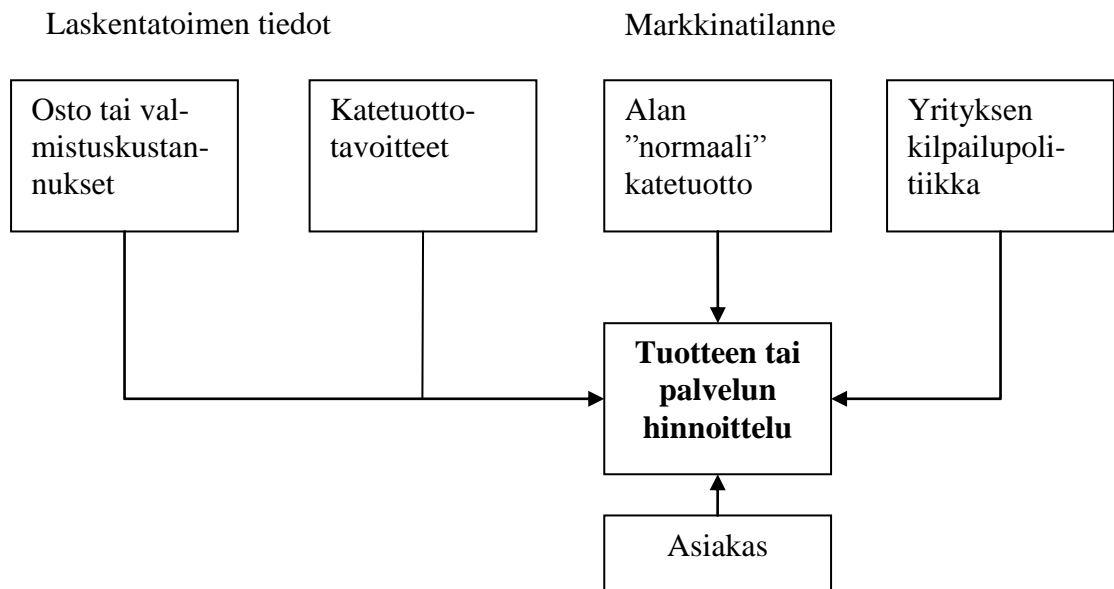 Laskentatoimen tiedot
Markkinatilanne
Osto tai val-
mistuskustan-
nukset
Katetuotto-
tavoitteet
Alan
”normaali”
katetuotto
Yrityksen
kilpailupoli-
tiikka
Tuotteen tai
palvelun
hinnoittelu
Asiakas